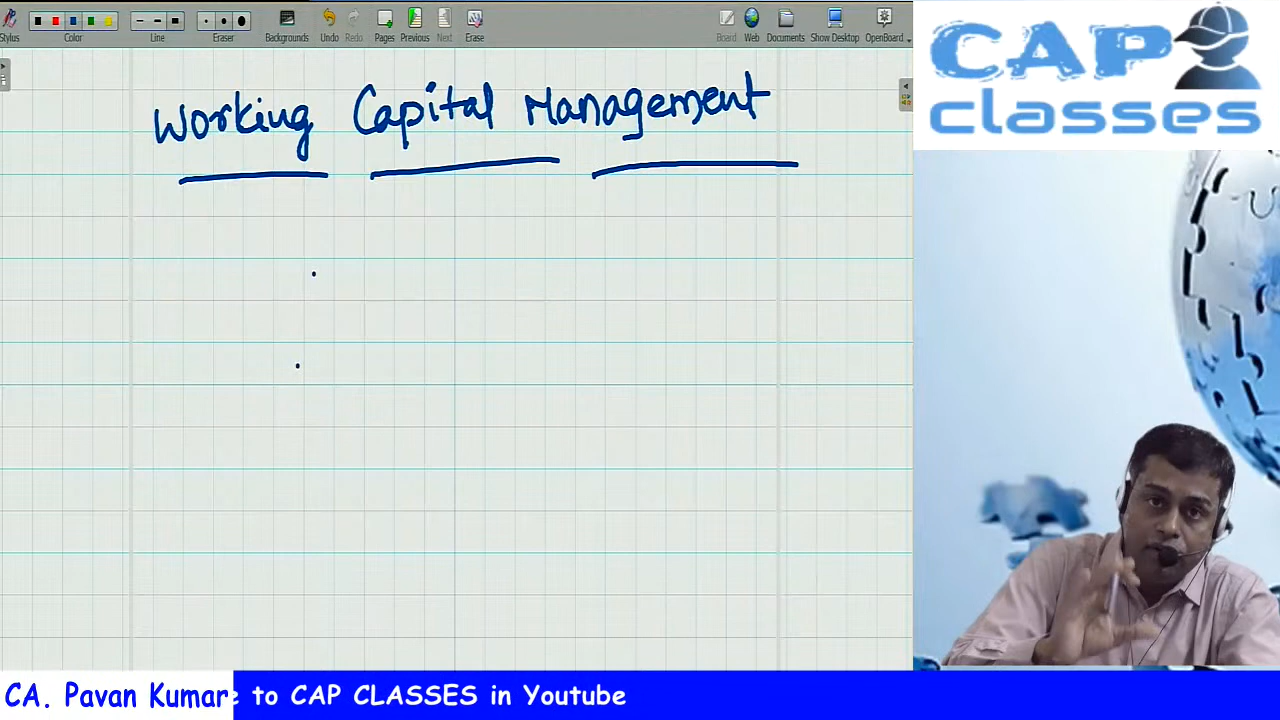 Stylus
Color
Line
Eraser
Backgrounds
Undo
Redo
Pages
Previous
Next
Erase
Board
Web
Documents
Show Desktop
OpenBoard
CAP
classes
Working Capital Management
CA. Pavan Kumar
e to CAP CLASSES in Youtube